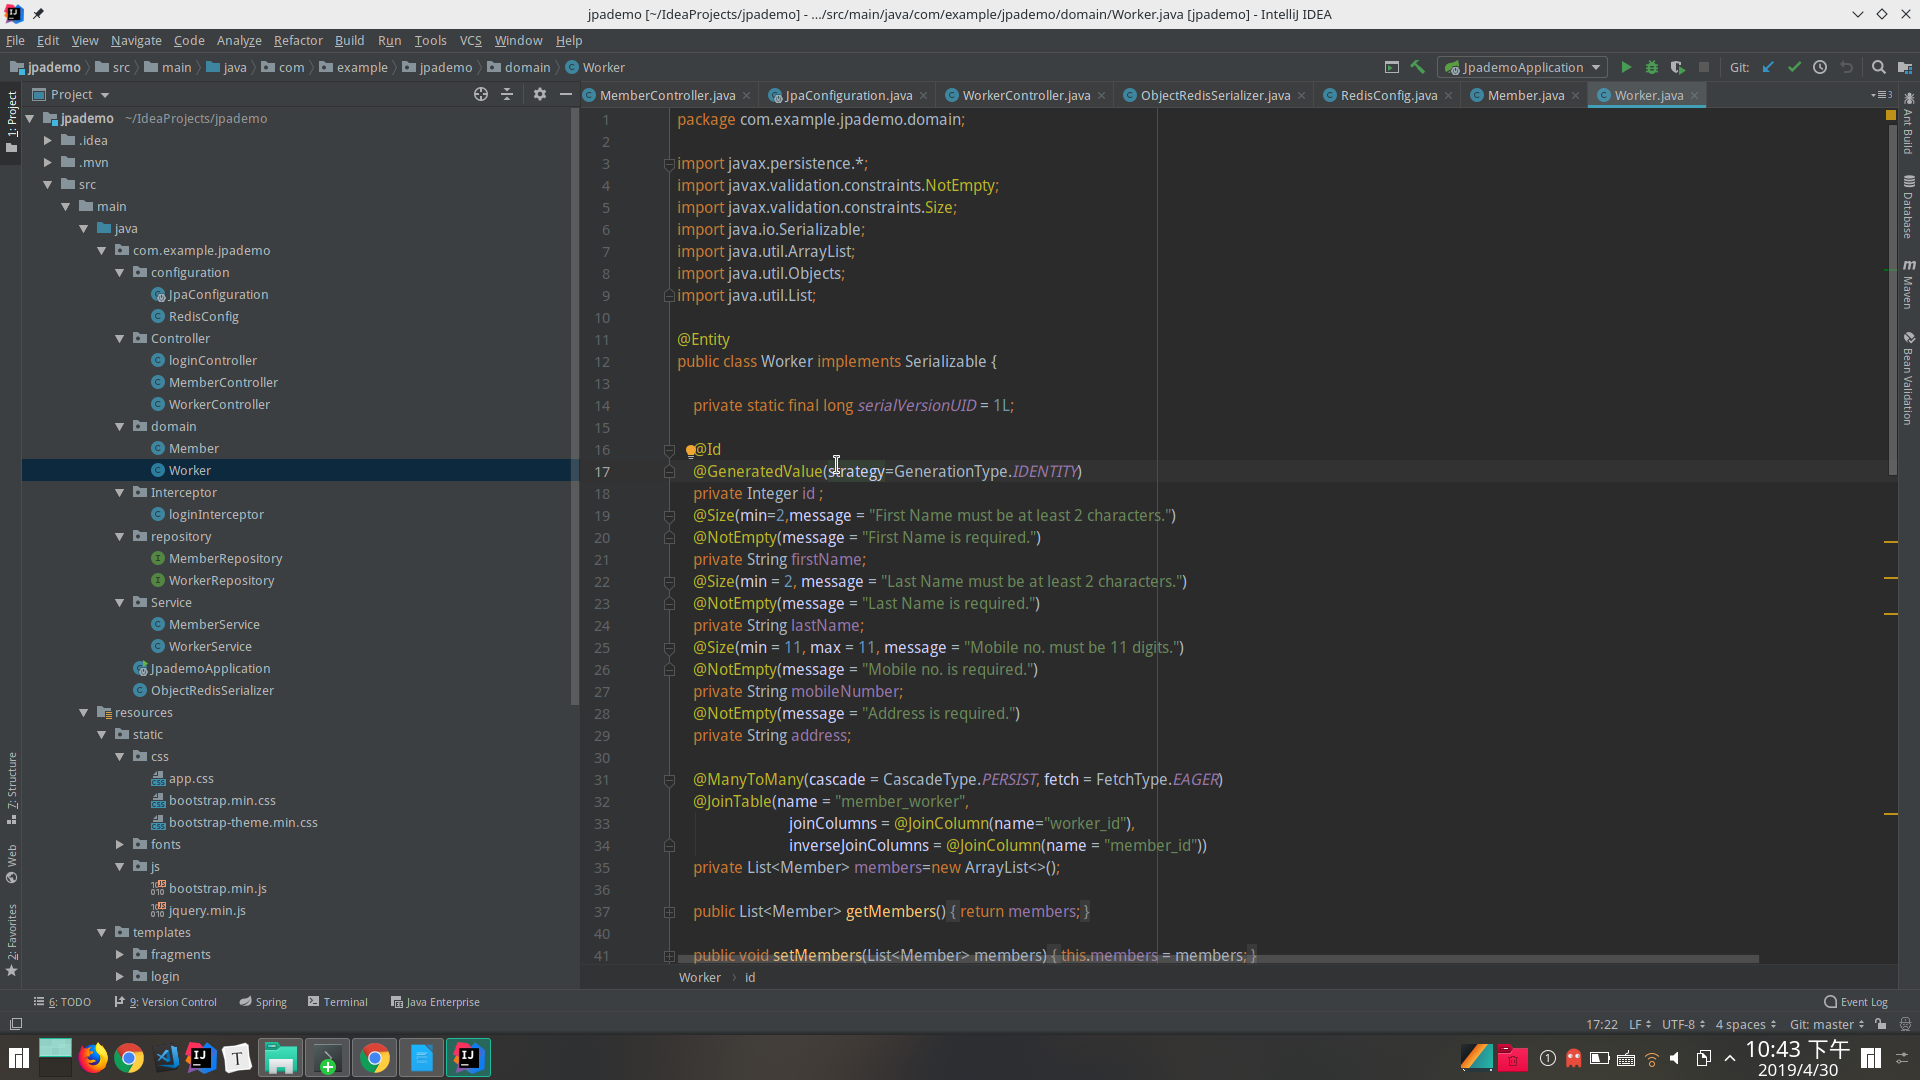 jpademo [~/IdeaProjects/jpademo] - .../src/main/java/com/example/jpademo/domain/Worker.java [jpademo] - IntelliJ IDEA
File Edit View Navigate Code Analyze Refactor Build Run Tools VCS Window Help
jpademo src main java com example jpademo domain Worker
JpademoApplication Git:
Project
MemberController.java JpaConfiguration.java WorkerController.java ObjectRedisSerializer.java RedisConfig.java Member.java Worker.java
1: Project
jpademo ~/IdeaProjects/jpademo
.idea
.mvn
src
main
java
com.example.jpademo
configuration
JpaConfiguration
RedisConfig
Controller
loginController
MemberController
WorkerController
domain
Member
Worker
Interceptor
loginInterceptor
repository
MemberRepository
WorkerRepository
Service
MemberService
WorkerService
JpademoApplication
ObjectRedisSerializer
resources
static
css
app.css
bootstrap.min.css
bootstrap-theme.min.css
fonts
js
bootstrap.min.js
jquery.min.js
templates
fragments
login
7: Structure
Web
2: Favorites
1 package com.example.jpademo.domain;
2
3 import javax.persistence.*;
4 import javax.validation.constraints.NotEmpty;
5 import javax.validation.constraints.Size;
6 import java.io.Serializable;
7 import java.util.ArrayList;
8 import java.util.Objects;
9 import java.util.List;
10
11 @Entity
12 public class Worker implements Serializable {
13
14 private static final long serialVersionUID = 1L;
15
16 @Id
17 @GeneratedValue(strategy=GenerationType.IDENTITY)
18 private Integer id ;
19 @Size(min=2,message = "First Name must be at least 2 characters.")
20 @NotEmpty(message = "First Name is required.")
21 private String firstName;
22 @Size(min = 2, message = "Last Name must be at least 2 characters.")
23 @NotEmpty(message = "Last Name is required.")
24 private String lastName;
25 @Size(min = 11, max = 11, message = "Mobile no. must be 11 digits.")
26 @NotEmpty(message = "Mobile no. is required.")
27 private String mobileNumber;
28 @NotEmpty(message = "Address is required.")
29 private String address;
30
31 @ManyToMany(cascade = CascadeType.PERSIST, fetch = FetchType.EAGER)
32 @JoinTable(name = "member_worker",
33 joinColumns = @JoinColumn(name="worker_id"),
34 inverseJoinColumns = @JoinColumn(name = "member_id"))
35 private List<Member> members=new ArrayList<>();
36
37 public List<Member> getMembers() { return members; }
40
41 public void setMembers(List<Member> members) { this.members = members; }
Worker id
Ant Build
Database
m Maven
Bean Validation
6: TODO 9: Version Control Spring Terminal Java Enterprise Event Log
17:22 LF UTF-8 4 spaces Git: master
10:43 下午
2019/4/30